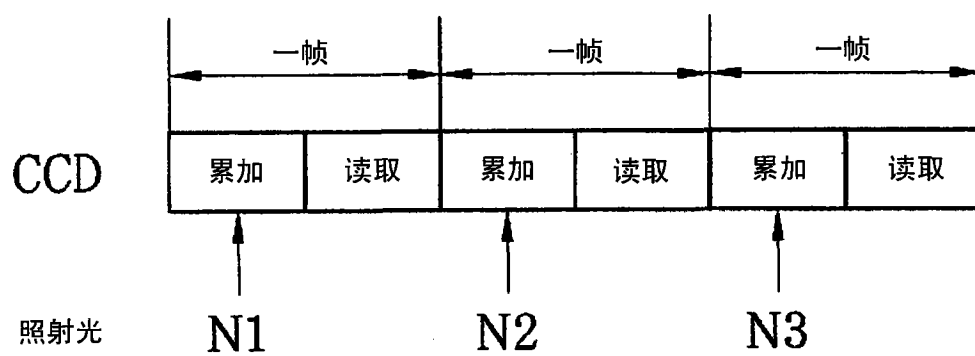 一帧 一帧 一帧
CCD 累加 读取 累加 读取 累加 读取
照射光 N1 N2 N3